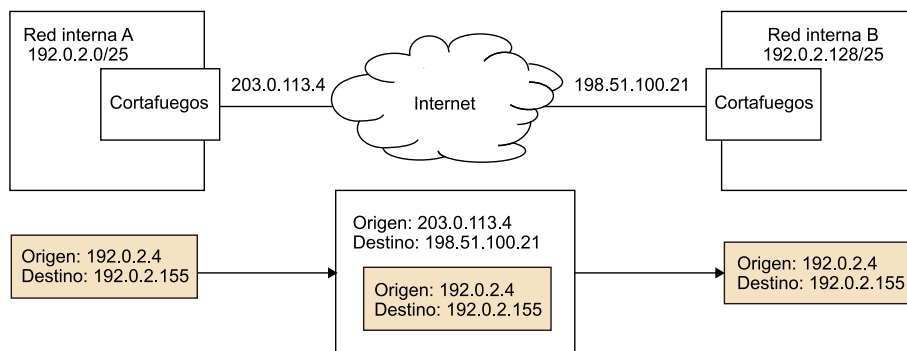 Red interna A
192.0.2.0/25
Cortafuegos
203.0.113.4
Internet
198.51.100.21
Red interna B
192.0.2.128/25
Cortafuegos
Origen: 192.0.2.4
Destino: 192.0.2.155
Origen: 203.0.113.4
Destino: 198.51.100.21
Origen: 192.0.2.4
Destino: 192.0.2.155
Origen: 192.0.2.4
Destino: 192.0.2.155